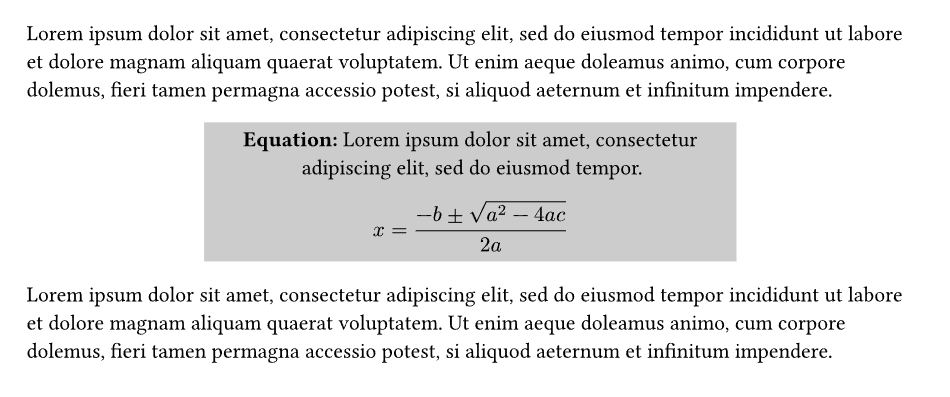 Lorem ipsum dolor sit amet, consectetur adipiscing elit, sed do eiusmod tempor incididunt ut labore
et dolore magnam aliquam quaerat voluptatem. Ut enim aeque doleamus animo, cum corpore
dolemus, fieri tamen permagna accessio potest, si aliquod aeternum et infinitum impendere.
Equation: Lorem ipsum dolor sit amet, consectetur
adipiscing elit, sed do eiusmod tempor.
x = (−b ± √(a² − 4ac)) / (2a)
Lorem ipsum dolor sit amet, consectetur adipiscing elit, sed do eiusmod tempor incididunt ut labore
et dolore magnam aliquam quaerat voluptatem. Ut enim aeque doleamus animo, cum corpore
dolemus, fieri tamen permagna accessio potest, si aliquod aeternum et infinitum impendere.